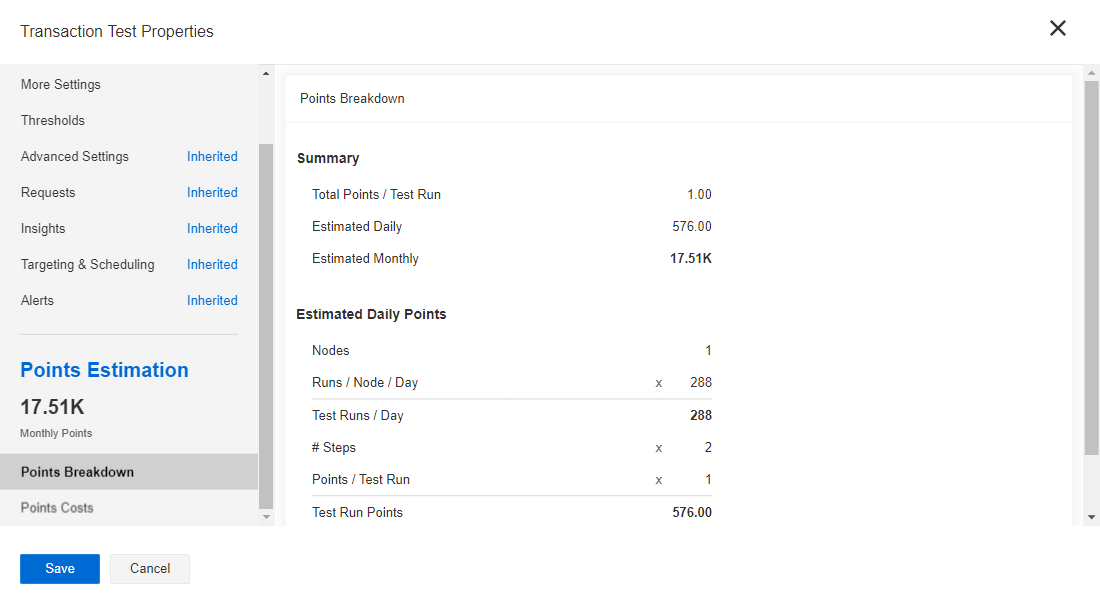 Transaction Test Properties
More Settings
Thresholds
Advanced Settings Inherited
Requests Inherited
Insights Inherited
Targeting & Scheduling Inherited
Alerts Inherited
Points Estimation
17.51K
Monthly Points
Points Breakdown
Points Costs
Points Breakdown
Summary
Total Points / Test Run 1.00
Estimated Daily 576.00
Estimated Monthly 17.51K
Estimated Daily Points
Nodes 1
Runs / Node / Day x 288
Test Runs / Day 288
# Steps x 2
Points / Test Run x 1
Test Run Points 576.00
Save Cancel